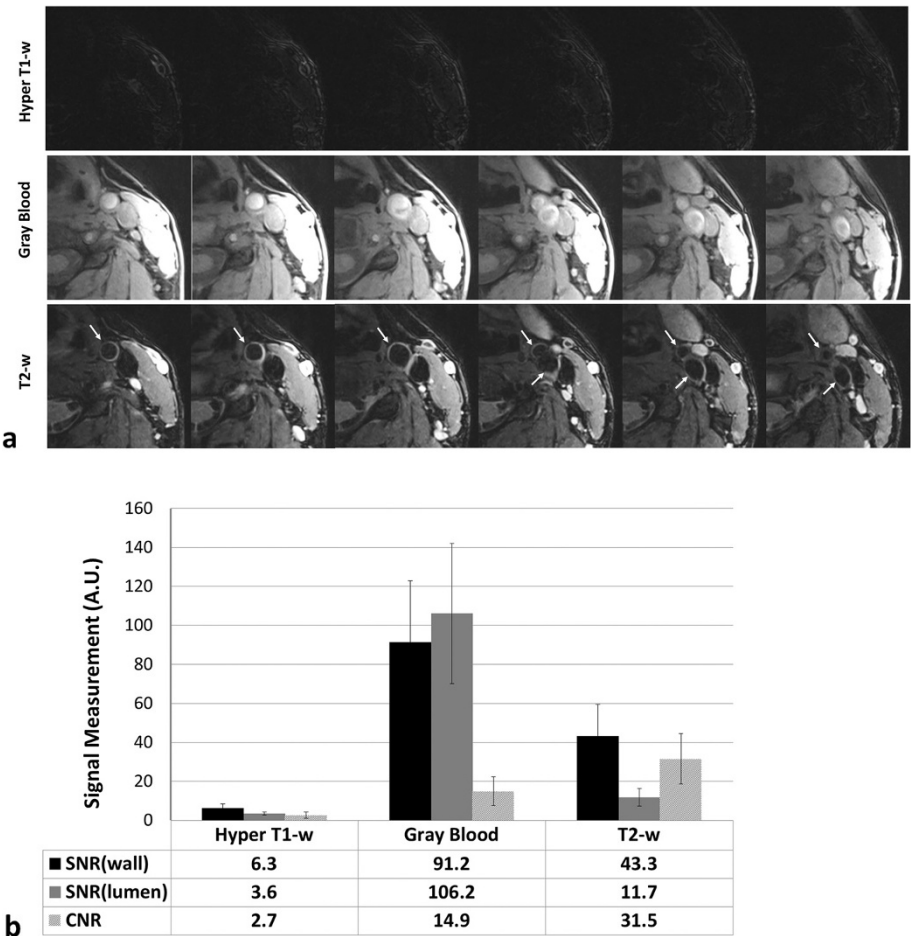 Hyper T1-w
Gray Blood
T2-w
a
160
140
120
100
80
60
40
20
0
Signal Measurement (A.U.)
Hyper T1-w Gray Blood T2-w
SNR(wall) 6.3 91.2 43.3
SNR(lumen) 3.6 106.2 11.7
CNR 2.7 14.9 31.5
b